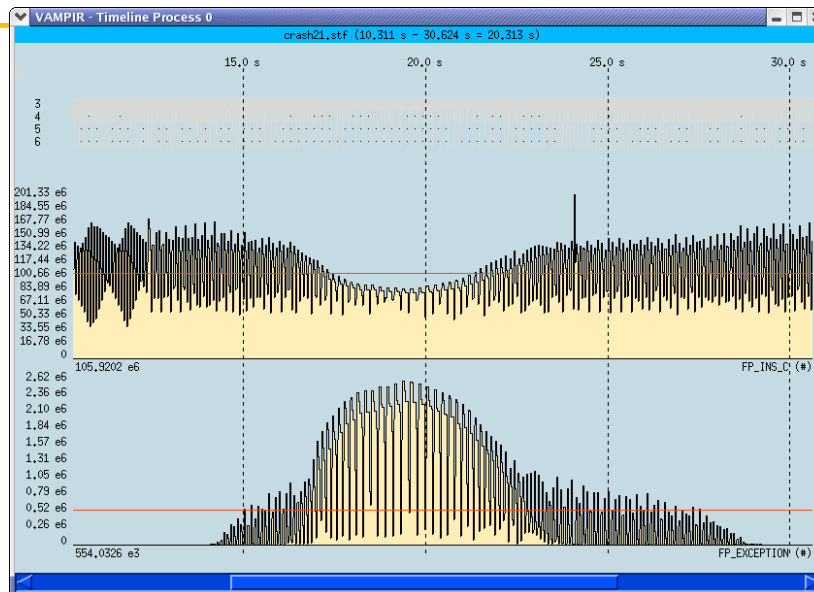 VAMPIR - Timeline Process 0
crash21.stf (10.311 s - 30.624 s = 20.313 s)
15.0 s 20.0 s 25.0 s 30.0 s
3
4
5
6
201.33 e6
184.55 e6
167.77 e6
150.99 e6
134.22 e6
117.44 e6
100.66 e6
83.89 e6
67.11 e6
50.33 e6
33.55 e6
16.78 e6
0
105.9202 e6 FP_INS_C (#)
2.62 e6
2.36 e6
2.10 e6
1.84 e6
1.57 e6
1.31 e6
1.05 e6
0.79 e6
0.52 e6
0.26 e6
0
554.0326 e3 FP_EXCEPTION (#)